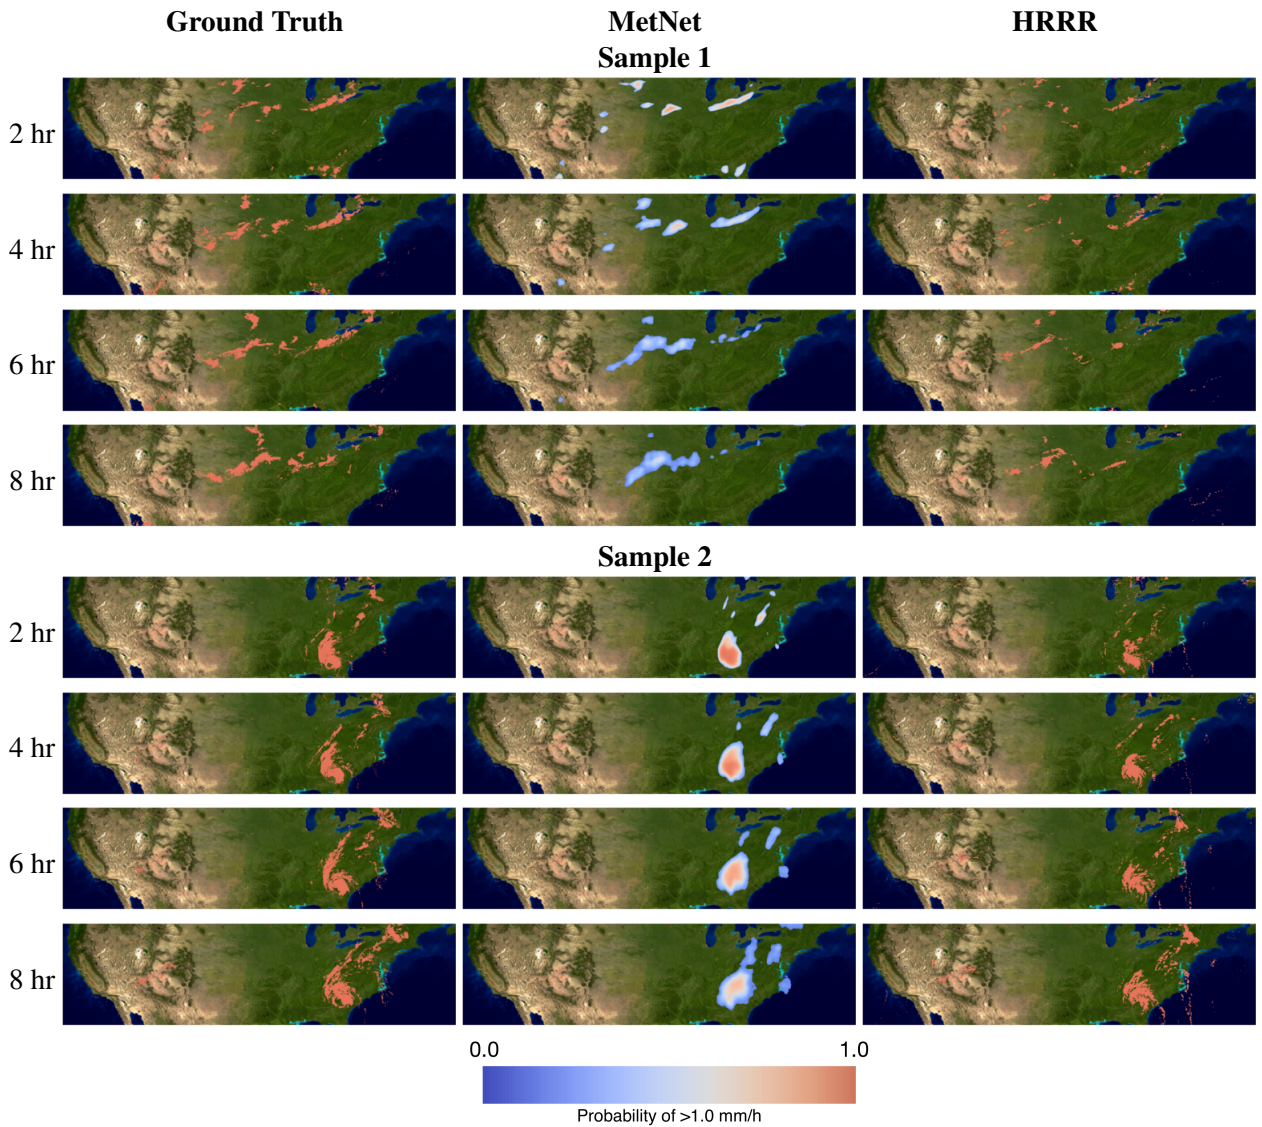 Ground Truth MetNet HRRR
Sample 1
2 hr
4 hr
6 hr
8 hr
Sample 2
2 hr
4 hr
6 hr
8 hr
0.0 1.0
Probability of >1.0 mm/h